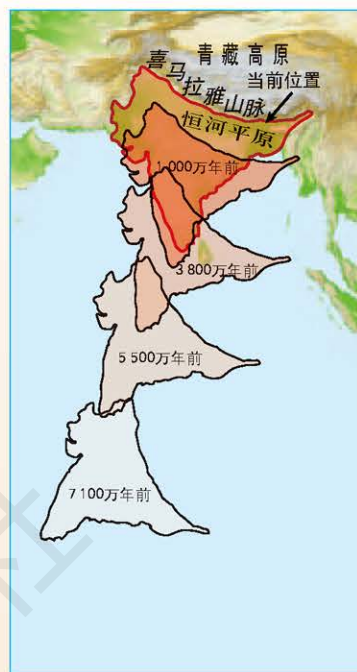 青藏高原
喜马拉雅山脉
当前位置
恒河平原
1 000万年前
3 800万年前
5 500万年前
7 100万年前
社